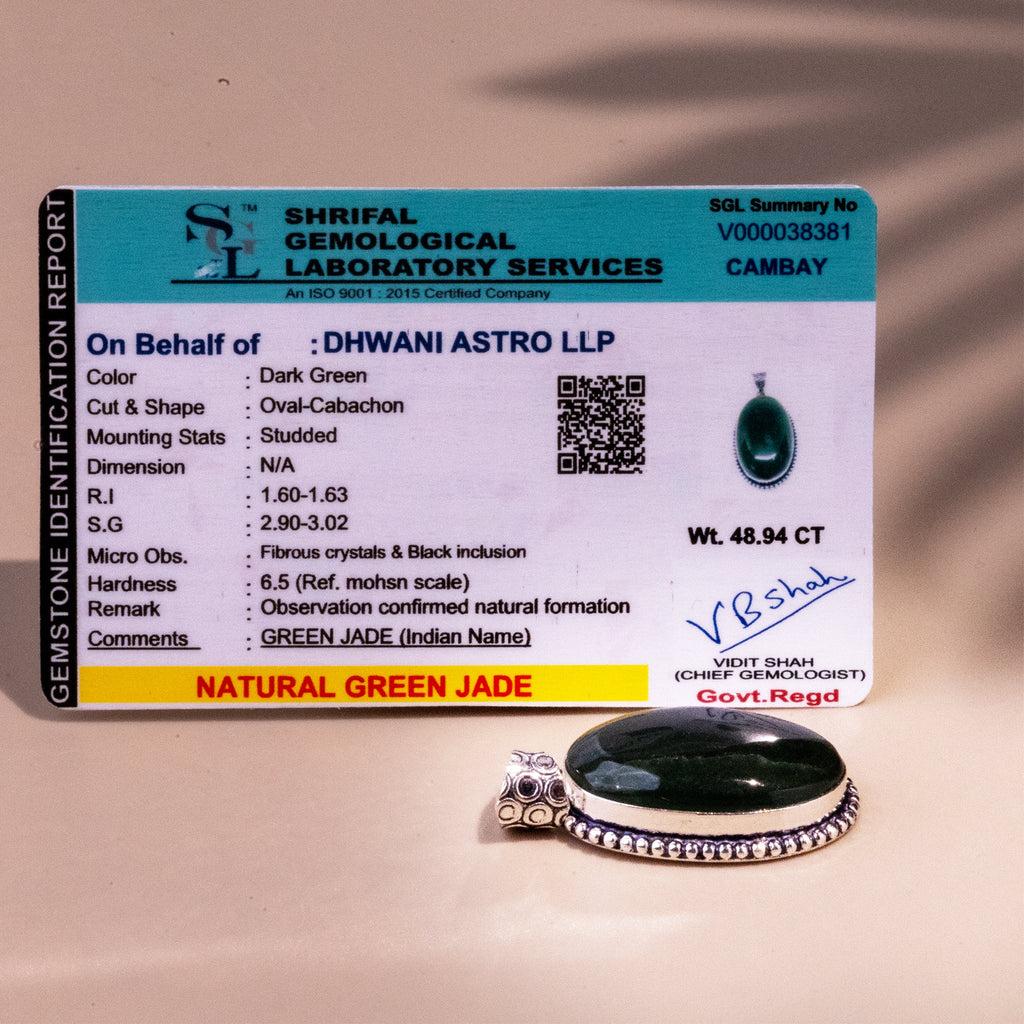 GEMSTONE IDENTIFICATION REPORT
SGL ™
SHRIFAL
GEMOLOGICAL
LABORATORY SERVICES
An ISO 9001 : 2015 Certified Company
SGL Summary No
V000038381
CAMBAY
On Behalf of : DHWANI ASTRO LLP
Color : Dark Green
Cut & Shape : Oval-Cabachon
Mounting Stats : Studded
Dimension : N/A
R.I : 1.60-1.63
S.G : 2.90-3.02
Micro Obs. : Fibrous crystals & Black inclusion
Hardness : 6.5 (Ref. mohsn scale)
Remark : Observation confirmed natural formation
Comments : GREEN JADE (Indian Name)
NATURAL GREEN JADE
Wt. 48.94 CT
VBShah
VIDIT SHAH
(CHIEF GEMOLOGIST)
Govt.Regd